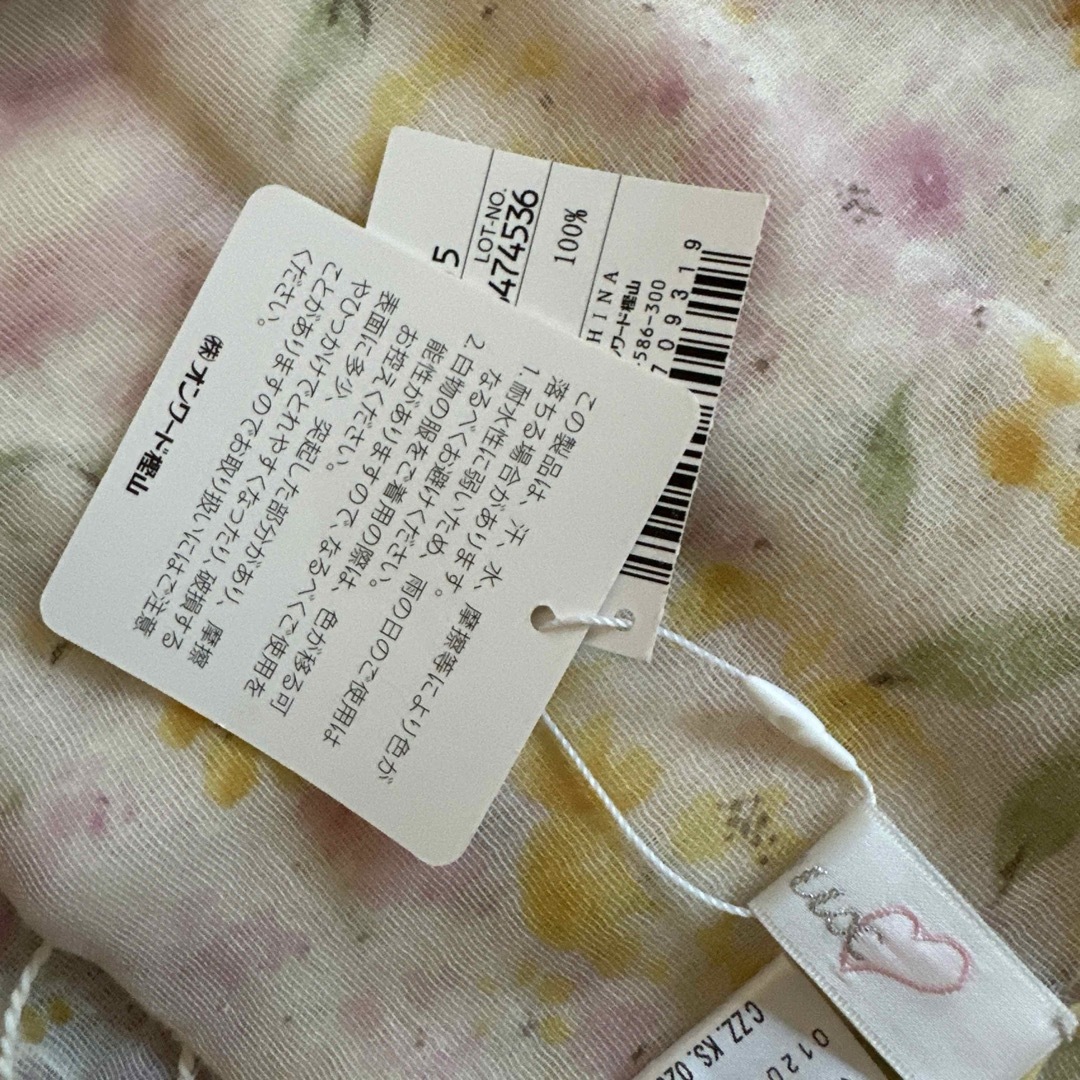 この製品は、汗、水、摩擦等により色が
落ちる場合があります。
1.耐水性に弱いため、雨の日のご使用は
なるべくお避けください。
2.白物の服をご着用の際は、色が移る可
能性がありますので、なるべくご使用を
お控えください。
表面に多少、突起した部分があり、摩擦
やひっかけでとれやすくなったり、破損する
ことがありますのでお取り扱いにはご注意
ください。
㈱オンワード樫山
5
LOT-NO.
474536
100%
HINA
ワード樫山
586-300
709319
CZZ. KS. 02
0120